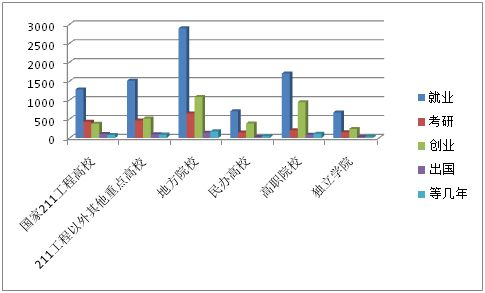 3000
2500
2000
1500
1000
500
0
国家211工程高校
211工程以外其他重点高校
地方院校
民办高校
高职院校
独立学院
就业
考研
创业
出国
等几年